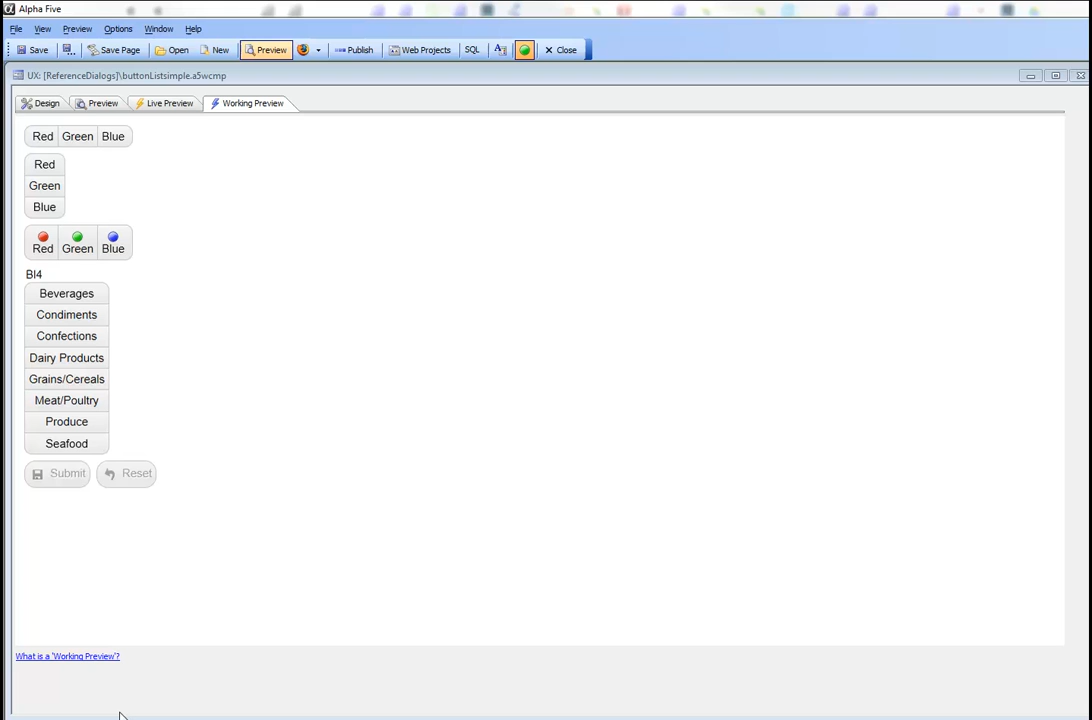 Alpha Five
File View Preview Options Window Help
Save Save Page Open New Preview Publish Web Projects SQL Close
UX: [ReferenceDialogs]\buttonListsimple.a5wcmp
Design Preview Live Preview Working Preview
Red Green Blue
Red
Green
Blue
Red Green Blue
Bl4
Beverages
Condiments
Confections
Dairy Products
Grains/Cereals
Meat/Poultry
Produce
Seafood
Submit Reset
What is a 'Working Preview'?